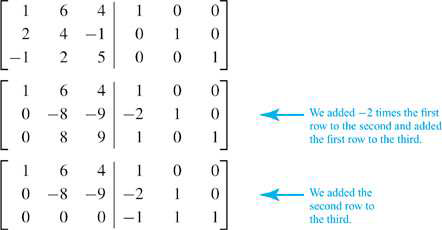 1 6 4 1 0 0
2 4 −1 0 1 0
−1 2 5 0 0 1
1 6 4 1 0 0
0 −8 −9 −2 1 0
0 8 9 1 0 1
We added −2 times the first
row to the second and added
the first row to the third.
1 6 4 1 0 0
0 −8 −9 −2 1 0
0 0 0 −1 1 1
We added the
second row to
the third.